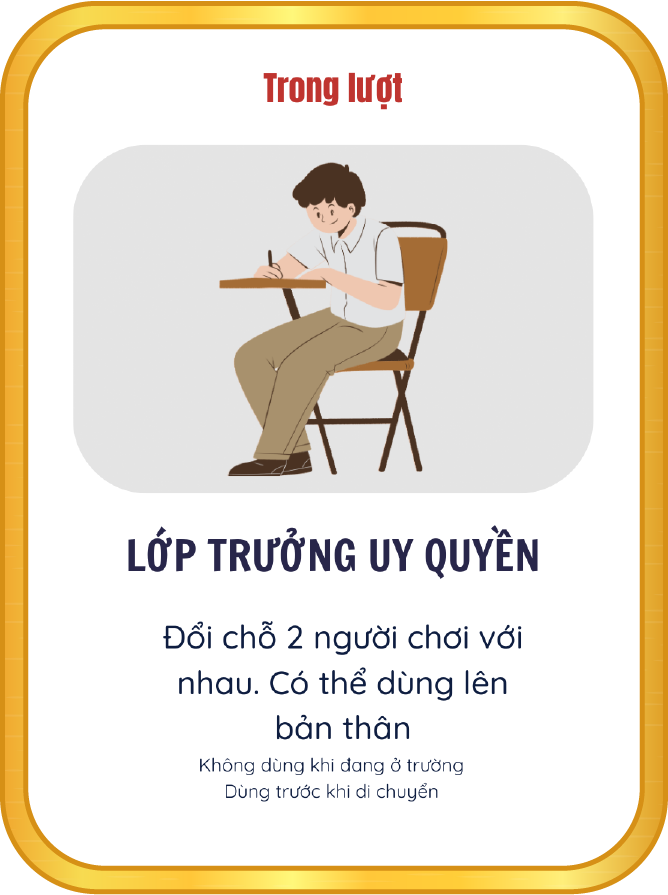 Trong lượt
LỚP TRƯỞNG UY QUYỀN
Đổi chỗ 2 người chơi với
nhau. Có thể dùng lên
bản thân
Không dùng khi đang ở trường
Dùng trước khi di chuyển